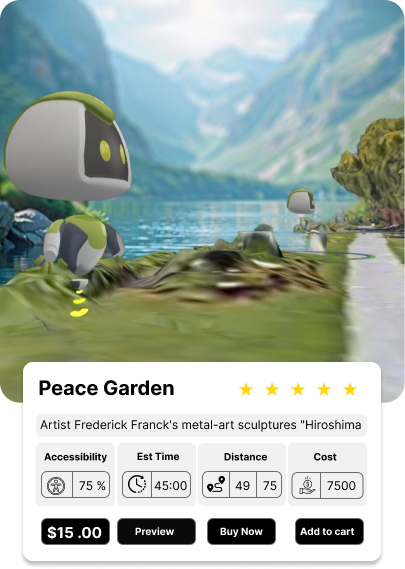 Peace Garden
Artist Frederick Franck's metal-art sculptures "Hiroshima
Accessibility Est Time Distance Cost
75 % 45:00 49 75 7500
$15 .00 Preview Buy Now Add to cart